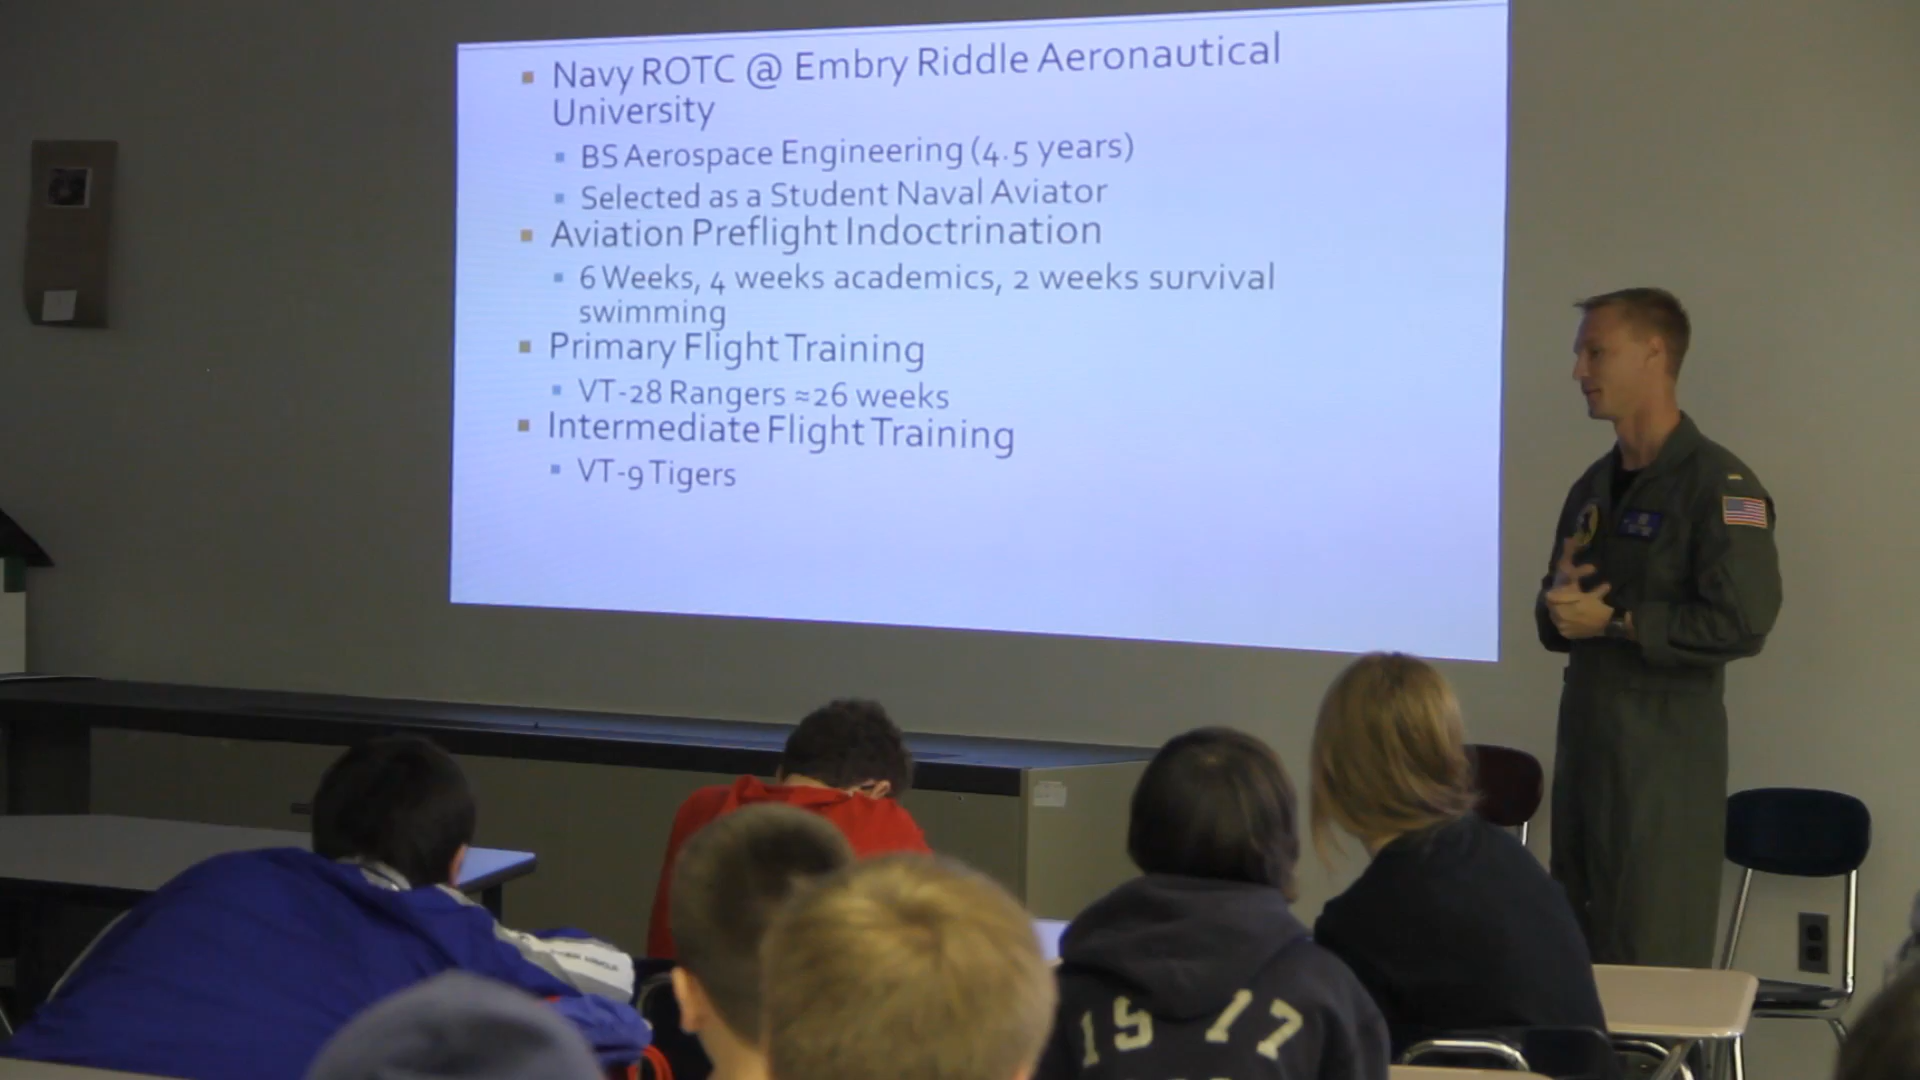 Navy ROTC @ Embry Riddle Aeronautical
University
BS Aerospace Engineering (4.5 years)
Selected as a Student Naval Aviator
Aviation Preflight Indoctrination
6 Weeks, 4 weeks academics, 2 weeks survival
swimming
Primary Flight Training
VT-28 Rangers ≈26 weeks
Intermediate Flight Training
VT-9 Tigers
15 17